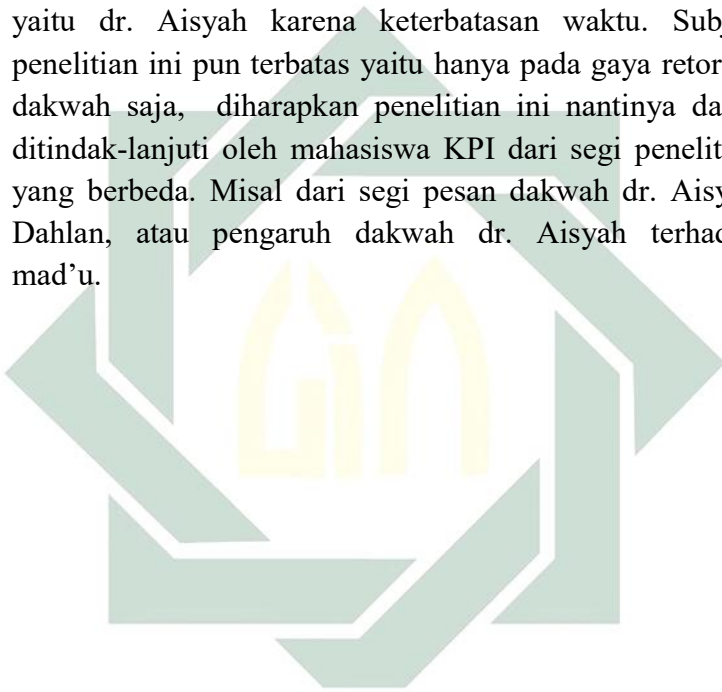 yaitu dr. Aisyah karena keterbatasan waktu. Suby
penelitian ini pun terbatas yaitu hanya pada gaya retor
dakwah saja, diharapkan penelitian ini nantinya da
ditindak-lanjuti oleh mahasiswa KPI dari segi penelit
yang berbeda. Misal dari segi pesan dakwah dr. Aisy
Dahlan, atau pengaruh dakwah dr. Aisyah terhad
mad’u.